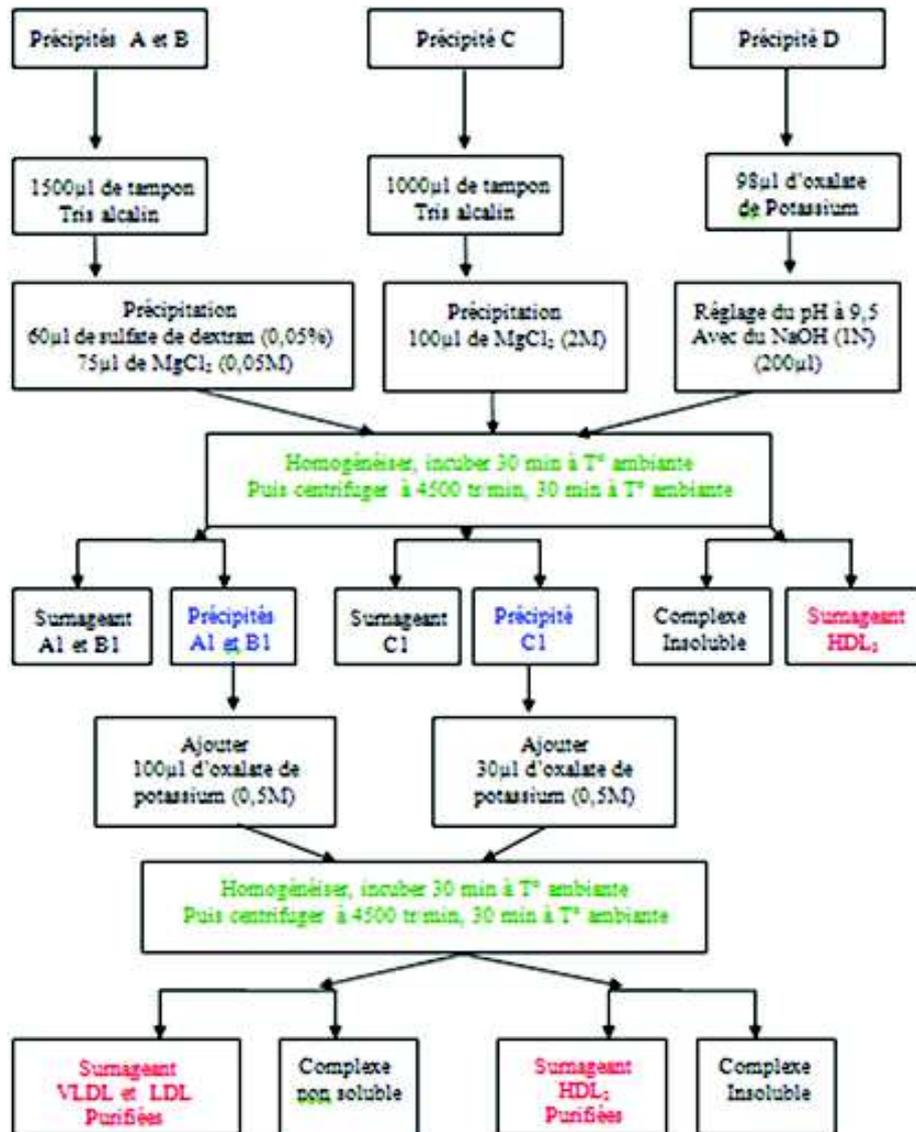 Précipités A et B
Précipité C
Précipité D
1500µl de tampon
Tris alcalin
1000µl de tampon
Tris alcalin
98µl d'oxalate
de Potassium
Précipitation
60µl de sulfate de dextran (0,05%)
75µl de MgCl₂ (0,05M)
Précipitation
100µl de MgCl₂ (2M)
Réglage du pH à 9,5
Avec du NaOH (1N)
(200µl)
Homogénéiser, incuber 30 min à T° ambiante
Puis centrifuger à 4500 tr/min, 30 min à T° ambiante
Surnageant
A1 et B1
Précipités
A1 et B1
Surnageant
C1
Précipité
C1
Complexe
Insoluble
Surnageant
Ajouter
100µl d'oxalate de
potassium (0,5M)
Ajouter
30µl d'oxalate de
potassium (0,5M)
Homogénéiser, incuber 30 min à T° ambiante
Puis centrifuger à 4500 tr/min, 30 min à T° ambiante
Surnageant
VLDL et LDL
Purifiées
Complexe
non soluble
Surnageant
Purifiées
Complexe
Insoluble